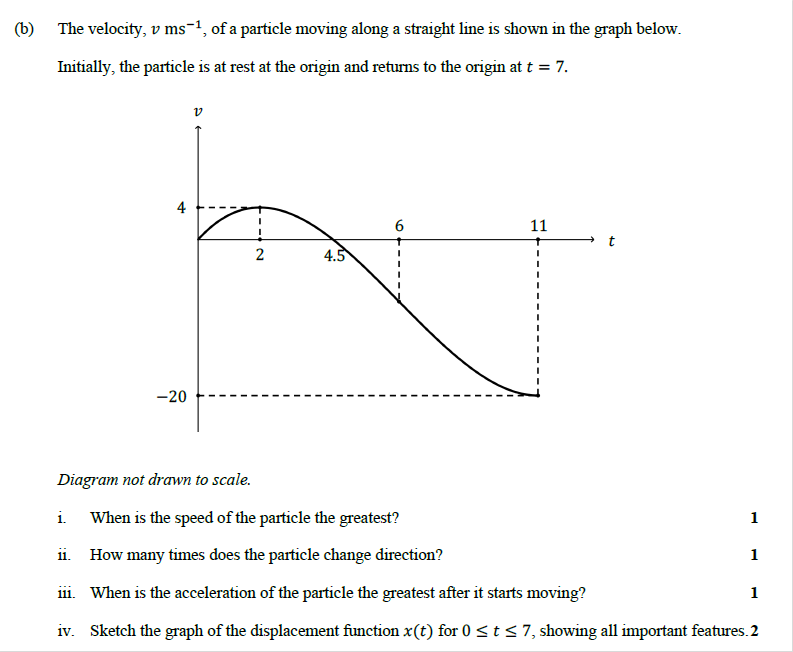 (b) The velocity, v ms⁻¹, of a particle moving along a straight line is shown in the graph below.
Initially, the particle is at rest at the origin and returns to the origin at t = 7.
v
4
6
11
t
2
4.5
−20
Diagram not drawn to scale.
i. When is the speed of the particle the greatest? 1
ii. How many times does the particle change direction? 1
iii. When is the acceleration of the particle the greatest after it starts moving? 1
iv. Sketch the graph of the displacement function x(t) for 0 ≤ t ≤ 7, showing all important features. 2